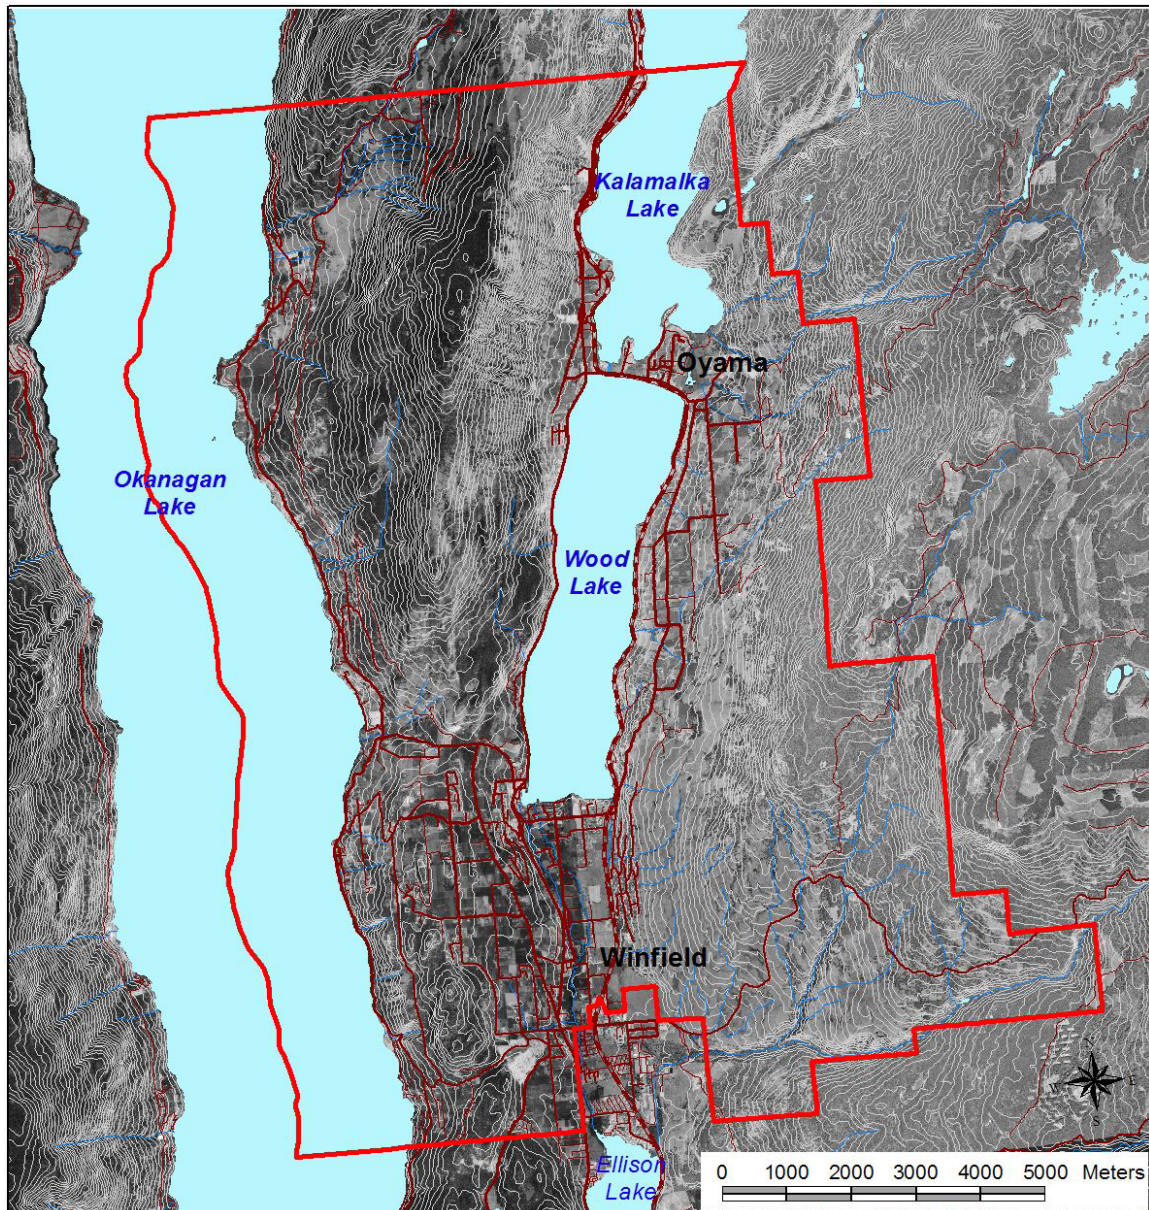 Kalamalka
Lake
Oyama
Okanagan
Lake
Wood
Lake
Winfield
Ellison
Lake
N
W E
S
0 1000 2000 3000 4000 5000 Meters